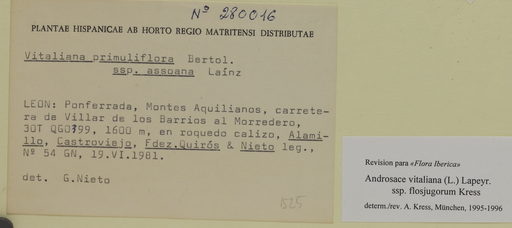 Nº 280016
PLANTAE HISPANICAE AB HORTO REGIO MATRITENSI DISTRIBUTAE
Vitaliana primuliflora Bertol.
ssp. assoana Laínz
LEON: Ponferrada, Montes Aquilianos, carrete-
ra de Villar de los Barrios al Morredero,
30T 1600 m, en roquedo calizo, Alami-
llo, Castroviejo, Fdez.Quirós & Nieto leg.,
Nº 54 GN, 19.VI.1981.
det. G.Nieto
1525
Revision para «Flora Iberica»
Androsace vitaliana (L.) Lapeyr.
ssp. flosjugorum Kress
determ./rev. A. Kress, München, 1995-1996